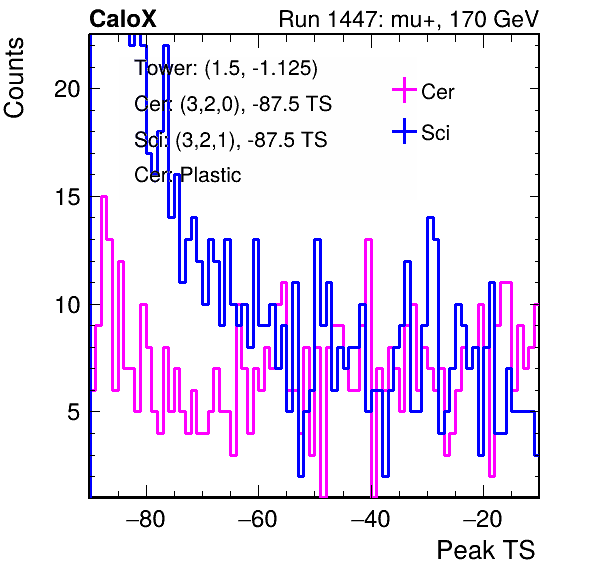 CaloX Run 1447: mu+, 170 GeV
Counts
Tower: (1.5, -1.125)
Cer: (3,2,0), -87.5 TS
Sci: (3,2,1), -87.5 TS
Cer: Plastic
Cer
Sci
20
15
10
5
−80 −60 −40 −20
Peak TS